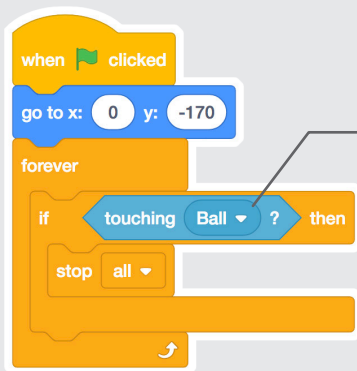 when clicked
go to x: 0 y: -170
forever
if touching Ball ? then
stop all